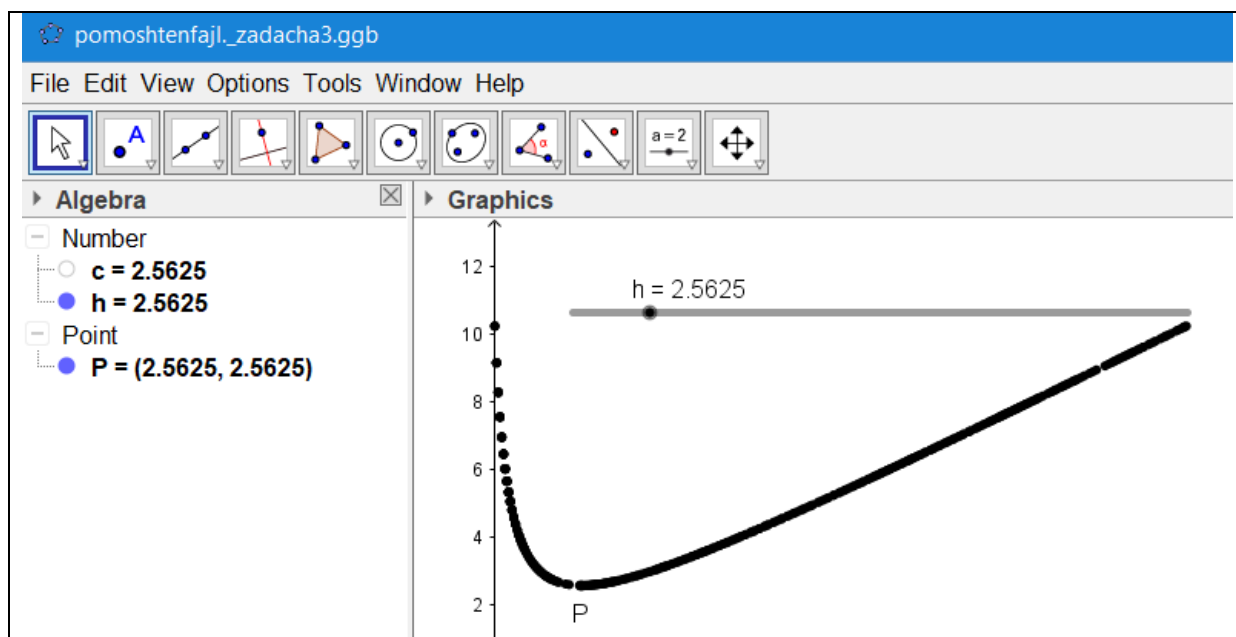 pomoshtenfajl._zadacha3.ggb
File Edit View Options Tools Window Help
A
α
a=2
Algebra
Graphics
Number
c = 2.5625
h = 2.5625
Point
P = (2.5625, 2.5625)
h = 2.5625
12
10
8
6
4
2
P